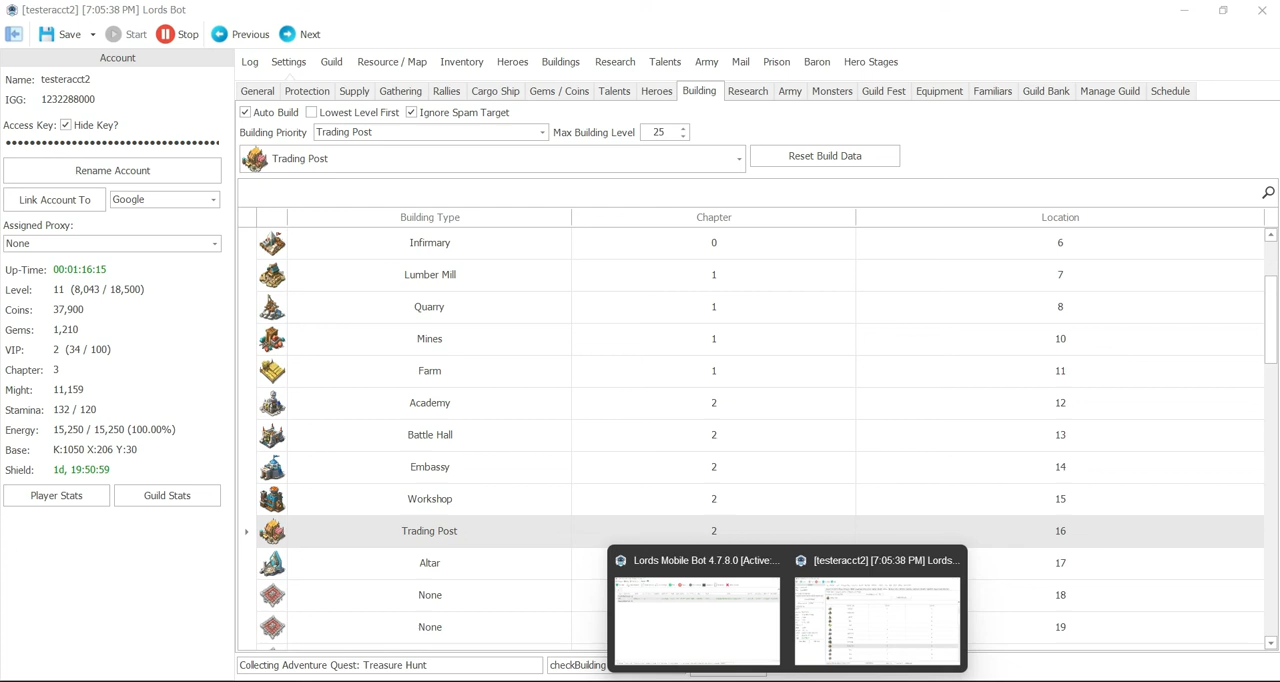 [testeracct2] [7:05:38 PM] Lords Bot
Save Start Stop Previous Next
Account
Name: testeracct2
IGG: 1232288000
Access Key: Hide Key?
Rename Account
Link Account To Google
Assigned Proxy:
None
Up-Time: 00:01:16:15
Level: 11 (8,043 / 18,500)
Coins: 37,900
Gems: 1,210
VIP: 2 (34 / 100)
Chapter: 3
Might: 11,159
Stamina: 132 / 120
Energy: 15,250 / 15,250 (100.00%)
Base: K:1050 X:206 Y:30
Shield: 1d, 19:50:59
Player Stats Guild Stats
Log Settings Guild Resource / Map Inventory Heroes Buildings Research Talents Army Mail Prison Baron Hero Stages
General Protection Supply Gathering Rallies Cargo Ship Gems / Coins Talents Heroes Building Research Army Monsters Guild Fest Equipment Familiars Guild Bank Manage Guild Schedule
Auto Build Lowest Level First Ignore Spam Target
Building Priority Trading Post Max Building Level 25
Trading Post Reset Build Data
Building Type Chapter Location
Infirmary 0 6
Lumber Mill 1 7
Quarry 1 8
Mines 1 10
Farm 1 11
Academy 2 12
Battle Hall 2 13
Embassy 2 14
Workshop 2 15
Trading Post 2 16
Altar 17
None 18
None 19
Lords Mobile Bot 4.7.8.0 [Active:... [testeracct2] [7:05:38 PM] Lords...
Collecting Adventure Quest: Treasure Hunt checkBuilding